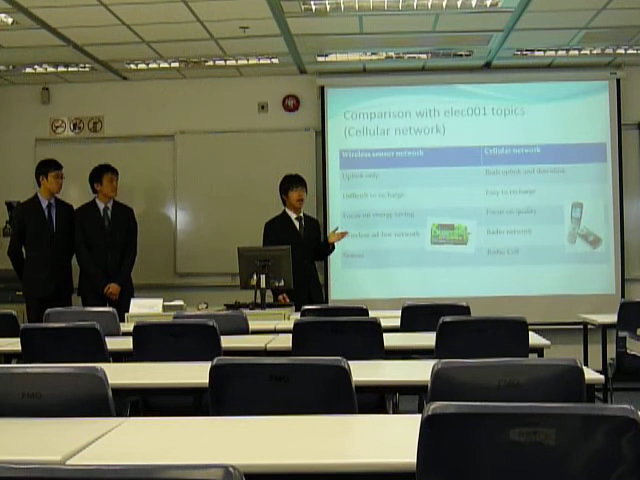 Comparison with elec001 topics
(Cellular network)
Wireless sensor network Cellular network
Uplink only Both uplink and downlink
Difficult to recharge Easy to recharge
Focus on energy saving Focus on quality
Wireless ad-hoc network Radio network
Sensor Radio Cell